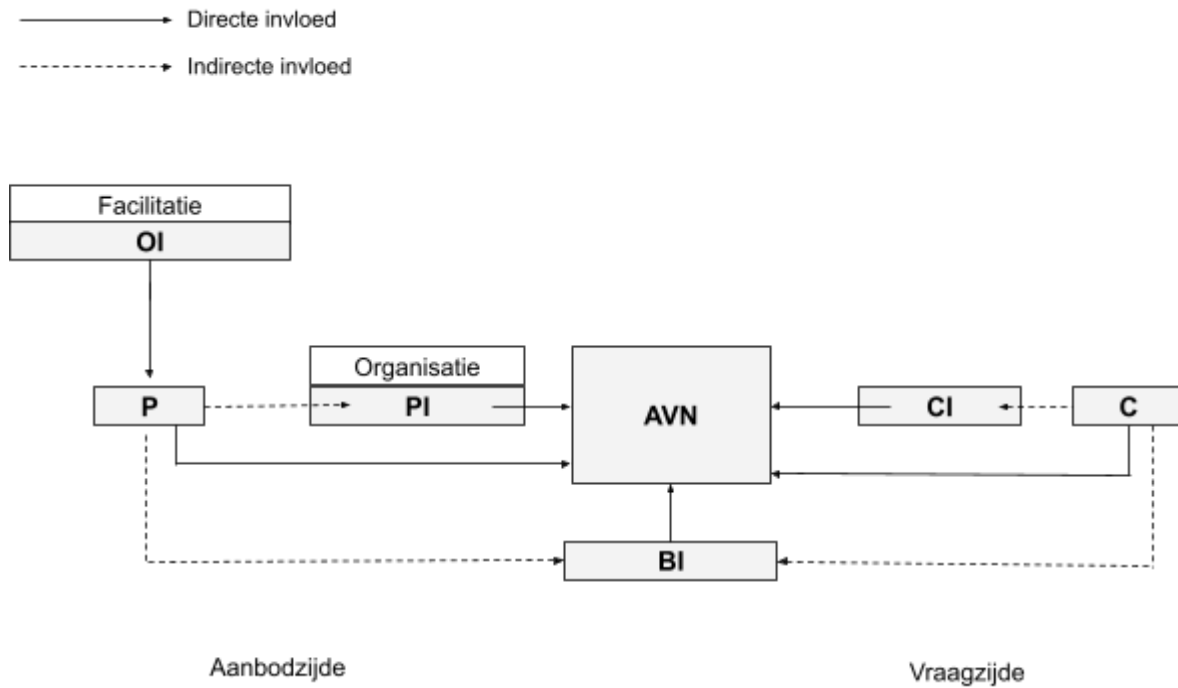 Directe invloed
Indirecte invloed
Facilitatie
OI
P
Organisatie
PI
AVN
CI
C
BI
Aanbodzijde
Vraagzijde